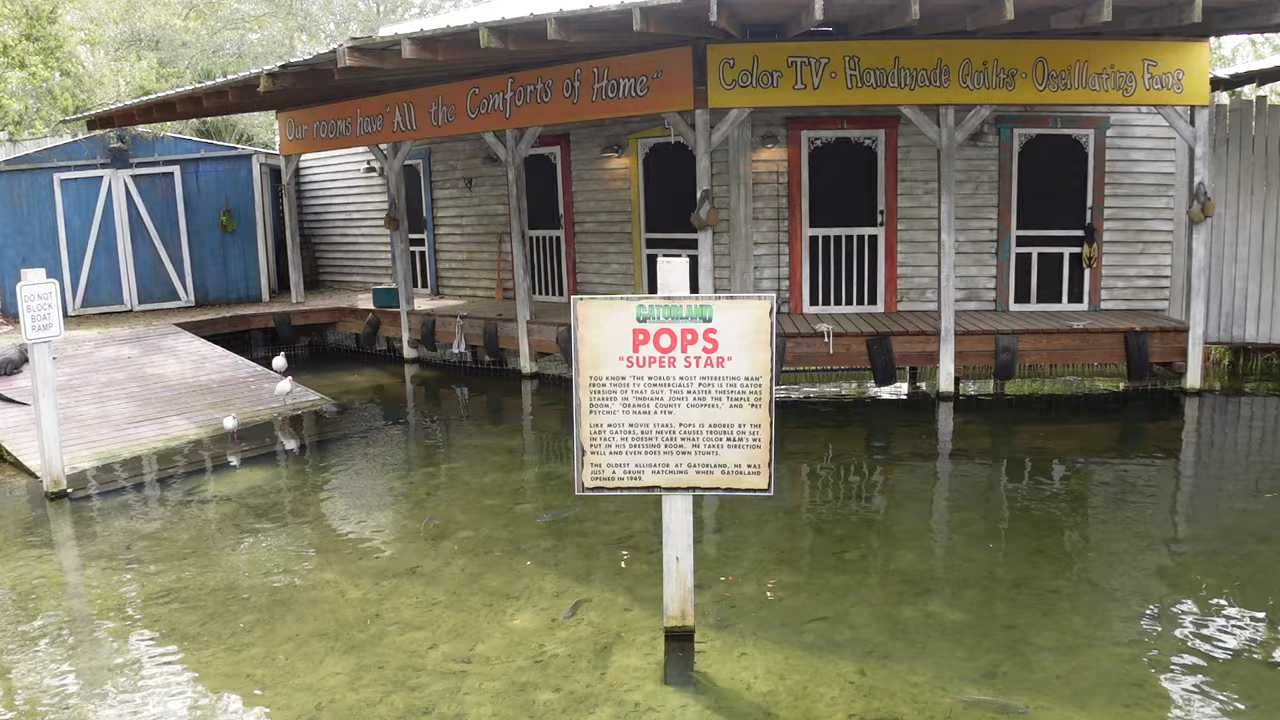 Our rooms have "All the Comforts of Home"
Color TV · Handmade Quilts · Oscillating Fans
DO NOT
BLOCK
BOAT
RAMP
GATORLAND
POPS
"SUPER STAR"
YOU KNOW "THE WORLD'S MOST INTERESTING MAN"
FROM THOSE TV COMMERCIALS? POPS IS THE GATOR
VERSION OF THAT GUY. THIS MASTER THESPIAN HAS
STARRED IN "INDIANA JONES AND THE TEMPLE OF
DOOM," "ORANGE COUNTY CHOPPERS," AND "PET
PSYCHIC" TO NAME A FEW.
LIKE MOST MOVIE STARS, POPS IS ADORED BY THE
LADY GATORS, BUT NEVER CAUSES TROUBLE ON SET.
IN FACT, HE DOESN'T CARE WHAT COLOR M&M'S WE
PUT IN HIS DRESSING ROOM. HE TAKES DIRECTION
WELL AND EVEN DOES HIS OWN STUNTS.
THE OLDEST ALLIGATOR AT GATORLAND, HE WAS
JUST A GRUNT HATCHLING WHEN GATORLAND
OPENED IN 1949.